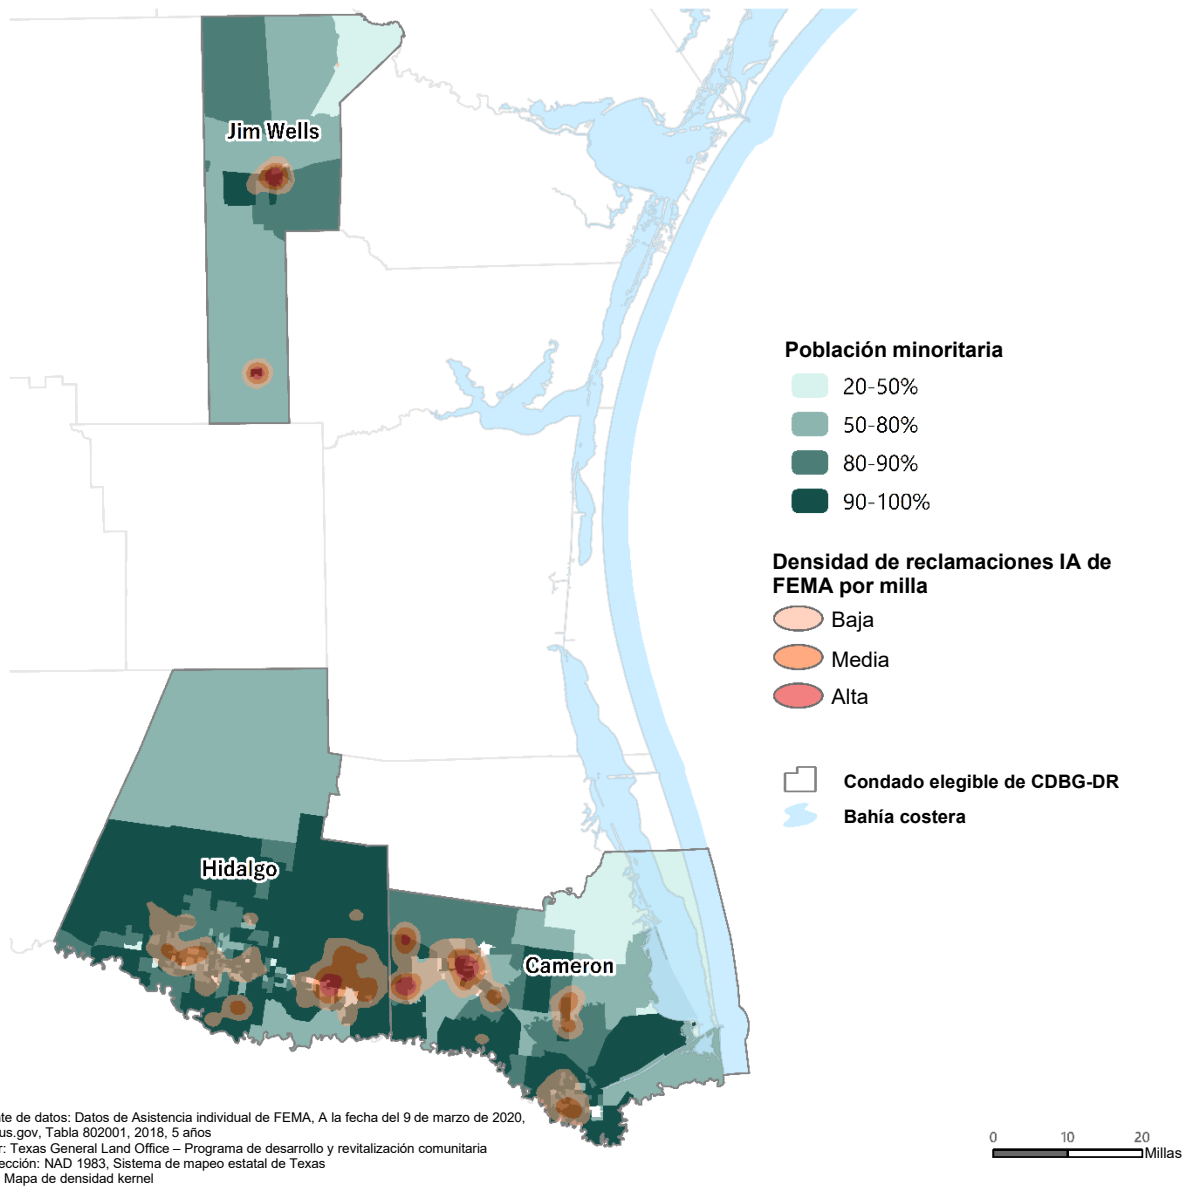 Jim Wells
Población minoritaria
20-50%
50-80%
80-90%
90-100%
Densidad de reclamaciones IA de
FEMA por milla
Baja
Media
Alta
Condado elegible de CDBG-DR
Bahía costera
Hidalgo
Cameron
te de datos: Datos de Asistencia individual de FEMA, A la fecha del 9 de marzo de 2020,
us.gov, Tabla 802001, 2018, 5 años
r: Texas General Land Office – Programa de desarrollo y revitalización comunitaria
ección: NAD 1983, Sistema de mapeo estatal de Texas
Mapa de densidad kernel
0 10 20
Millas